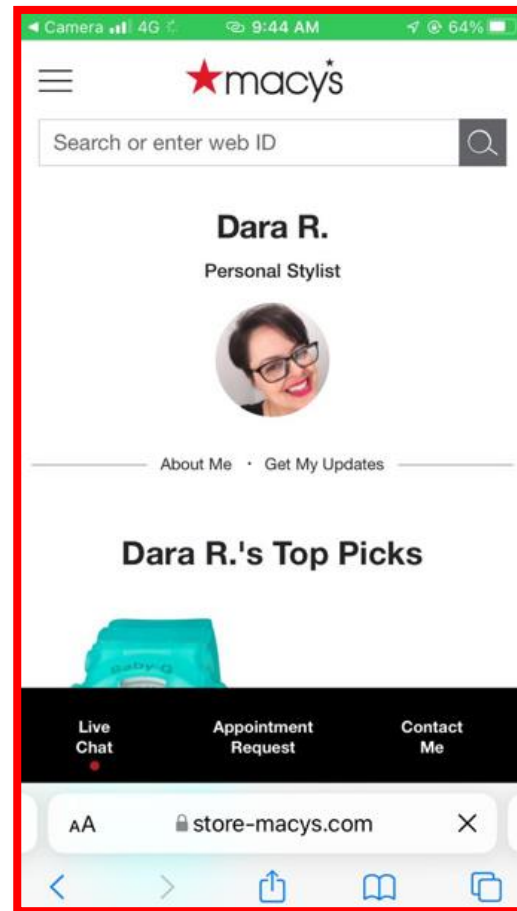 Camera 4G 9:44 AM 64%
macy's
Search or enter web ID
Dara R.
Personal Stylist
About Me · Get My Updates
Dara R.'s Top Picks
Baby-G
Live Chat
Appointment Request
Contact Me
AA store-macys.com